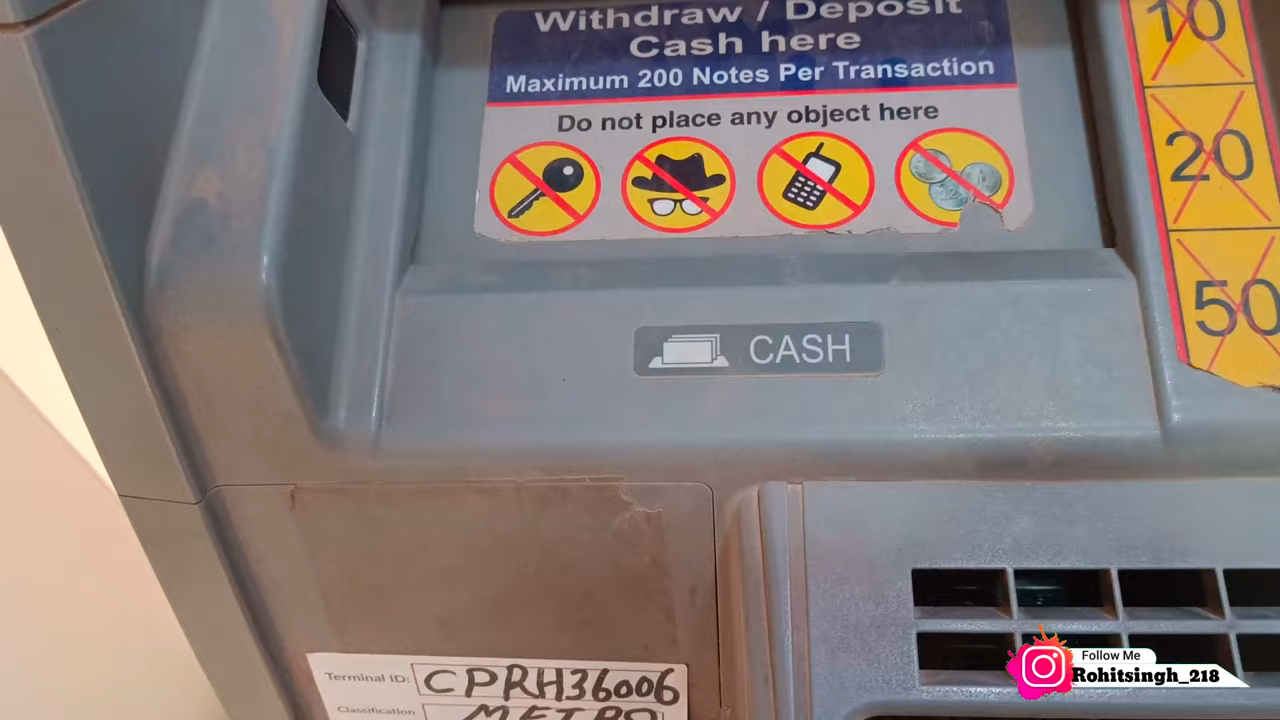 Withdraw / Deposit
Cash here
Maximum 200 Notes Per Transaction
Do not place any object here
10
20
50
CASH
Terminal ID: CPRH36006
Classification METRO
Follow Me
Rohitsingh_218